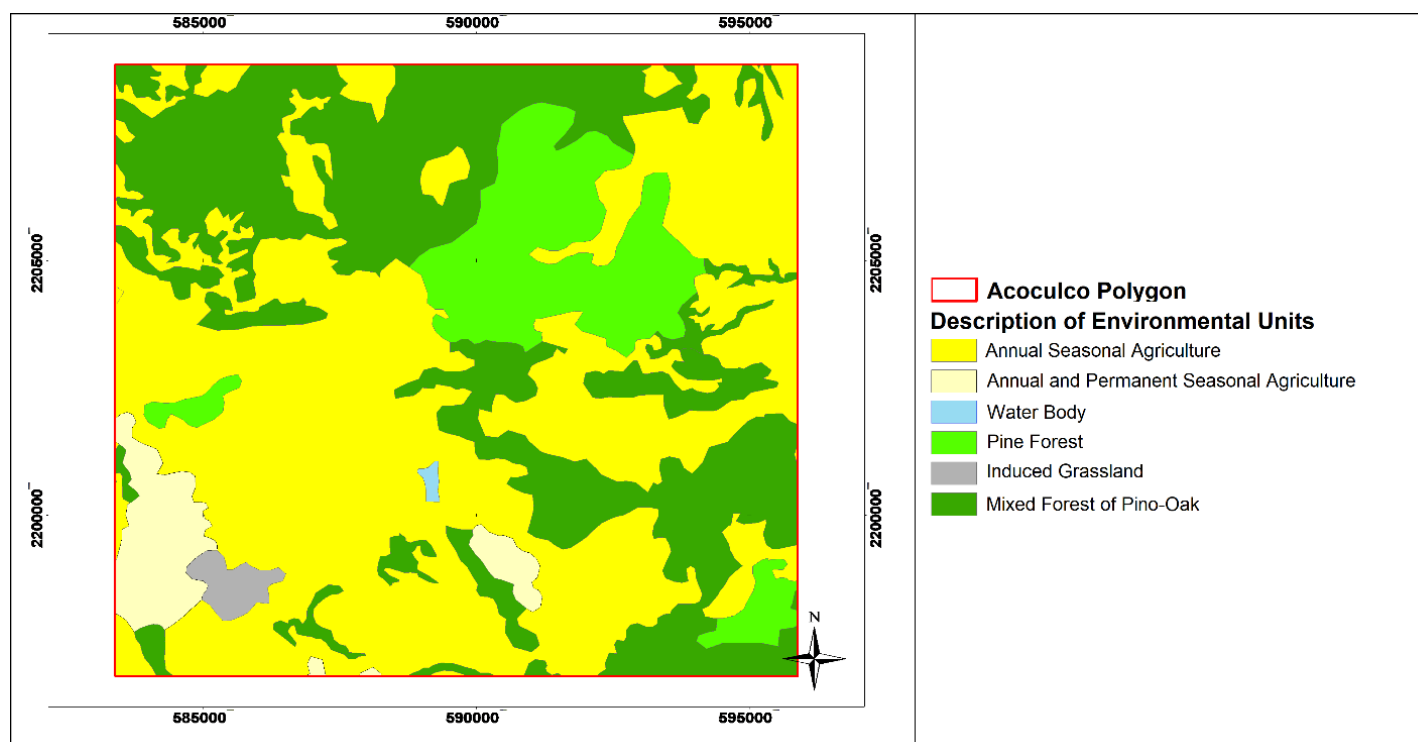 585000 590000 595000
2205000 2205000
2200000 2200000
N
585000 590000 595000
Acoculco Polygon
Description of Environmental Units
Annual Seasonal Agriculture
Annual and Permanent Seasonal Agriculture
Water Body
Pine Forest
Induced Grassland
Mixed Forest of Pino-Oak